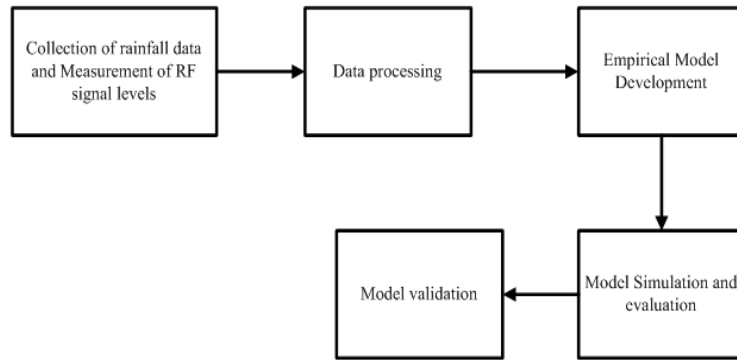 Collection of rainfall data
and Measurement of RF
signal levels
Data processing
Empirical Model
Development
Model Simulation and
evaluation
Model validation